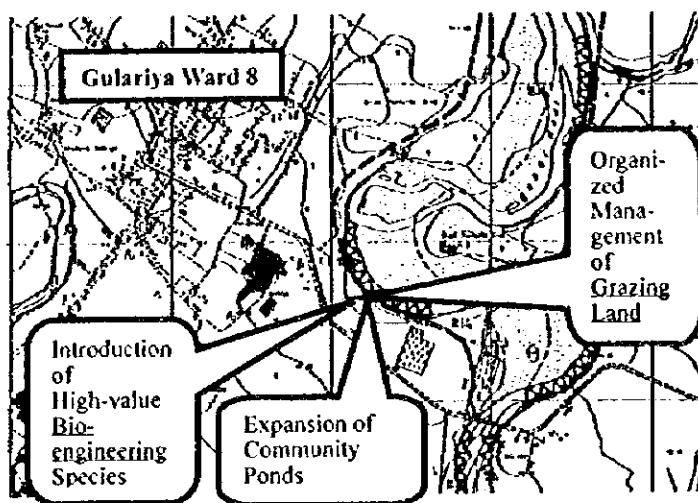 Gulariya Ward 8
Organi-
zed
Mana-
gement
of
Grazing
Land
Introduction
of
High-value
Bio-
engineering
Species
Expansion of
Community
Ponds